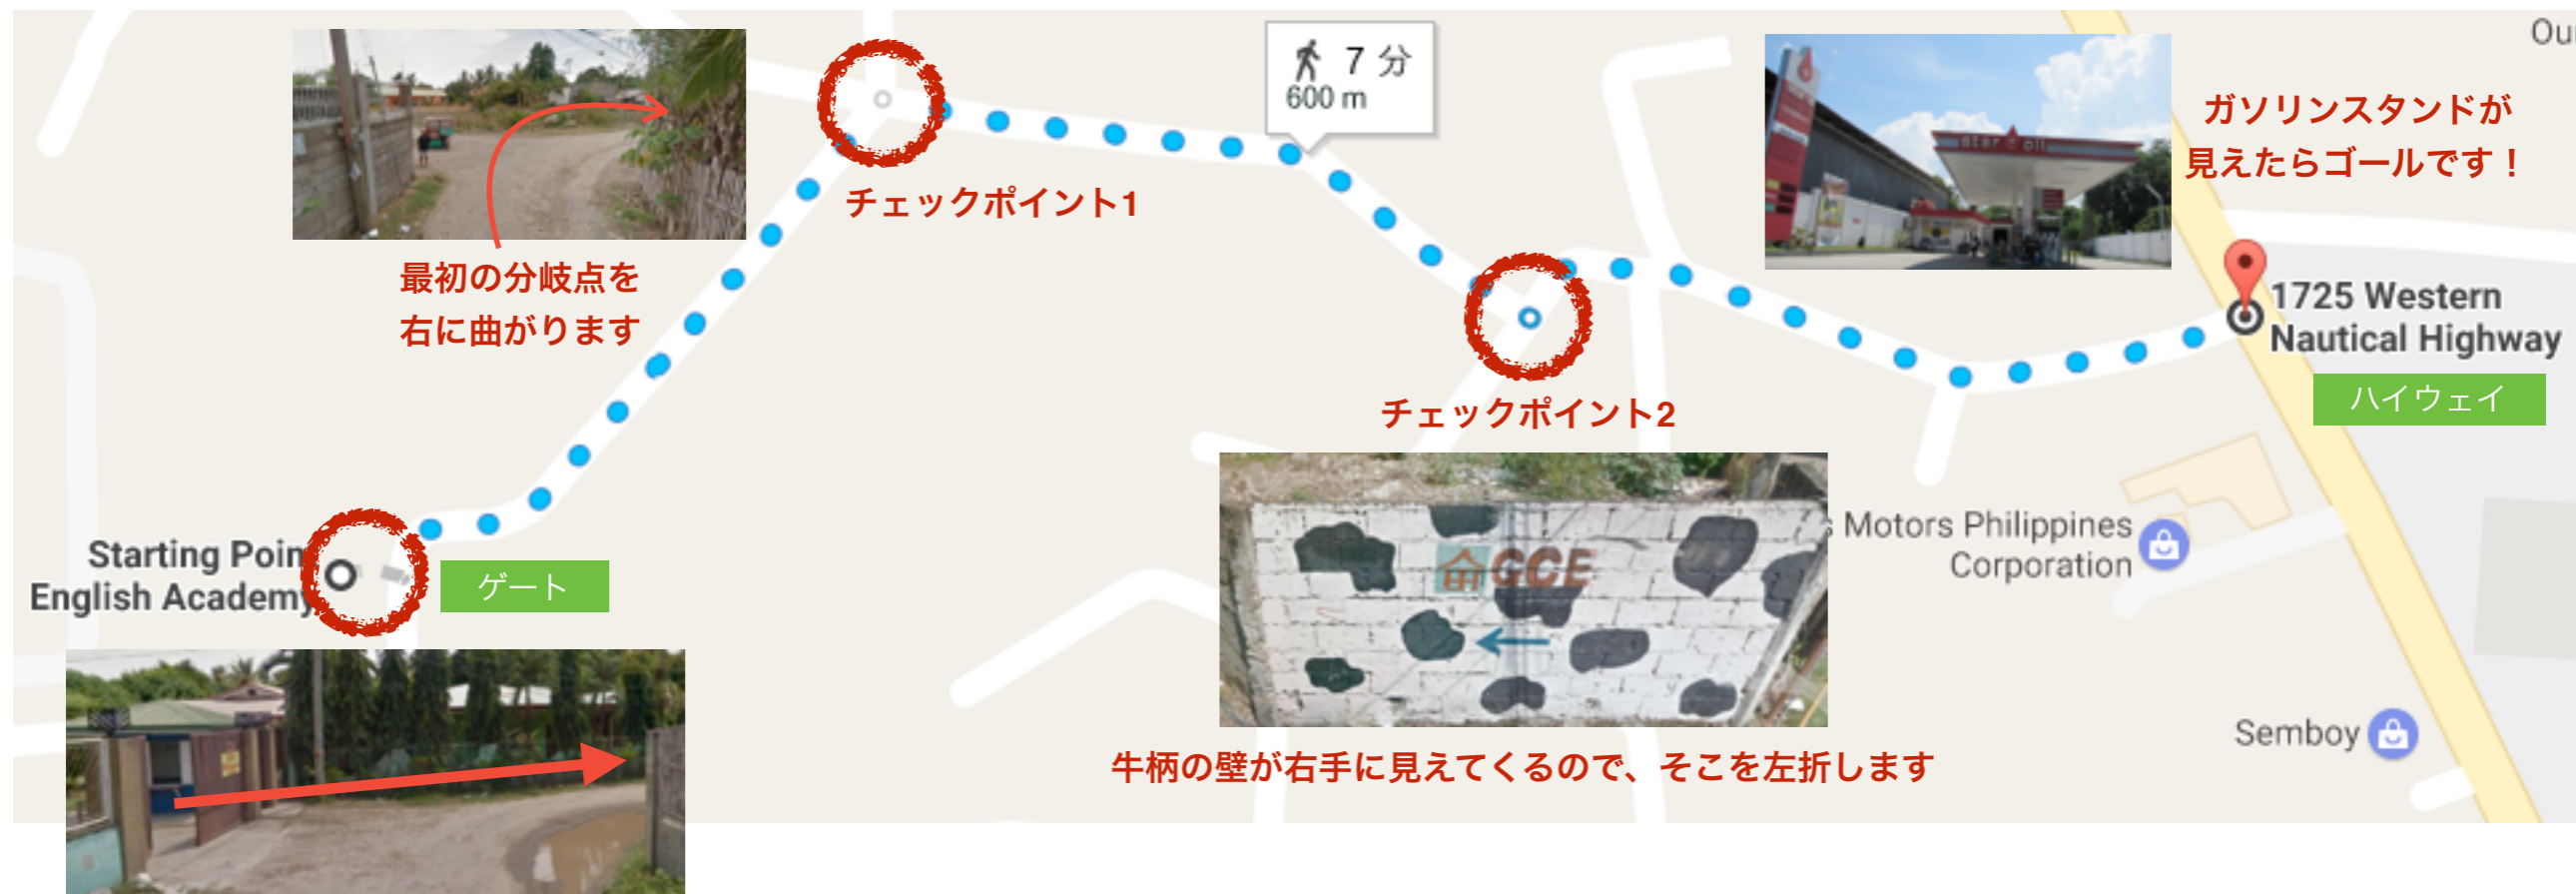 Ou
7 分
600 m
ガソリンスタンドが
見えたらゴールです！
star oil
チェックポイント1
最初の分岐点を
右に曲がります
1725 Western
Nautical Highway
ハイウェイ
チェックポイント2
GCE
s Motors Philippines
Corporation
Starting Poin
English Academy
ゲート
牛柄の壁が右手に見えてくるので、そこを左折します
Semboy